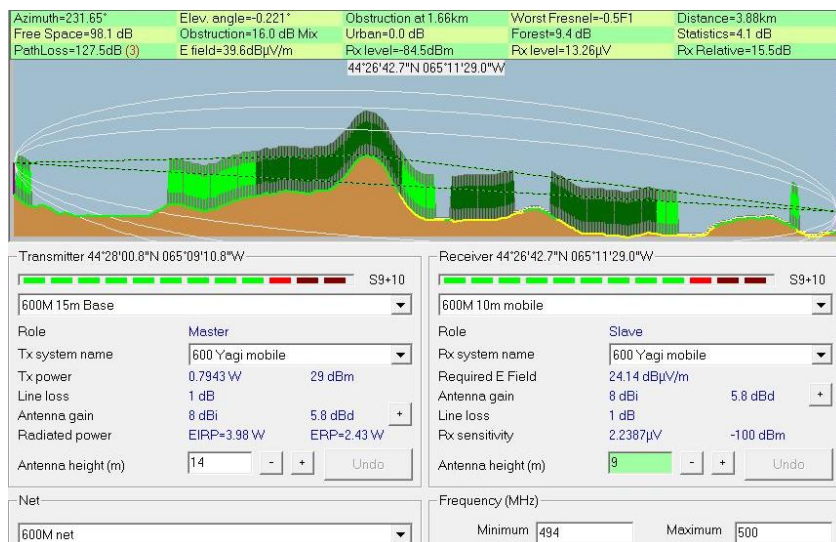 Azimuth=231.65° Elev. angle=-0.221° Obstruction at 1.66km Worst Fresnel=-0.5F1 Distance=3.88km
Free Space=98.1 dB Obstruction=16.0 dB Mix Urban=0.0 dB Forest=9.4 dB Statistics=4.1 dB
PathLoss=127.5dB (3) E field=39.6dBµV/m Rx level=-84.5dBm Rx level=13.26µV Rx Relative=15.5dB
44°26'42.7"N 065°11'29.0"W
Transmitter 44°28'00.8"N 065°09'10.8"W
S9+10
600M 15m Base
Role Master
Tx system name 600 Yagi mobile
Tx power 0.7943 W 29 dBm
Line loss 1 dB
Antenna gain 8 dBi 5.8 dBd +
Radiated power EIRP=3.98 W ERP=2.43 W
Antenna height (m) 14 - + Undo
Net
600M net
Receiver 44°26'42.7"N 065°11'29.0"W
S9+10
600M 10m mobile
Role Slave
Rx system name 600 Yagi mobile
Required E Field 24.14 dBµV/m
Antenna gain 8 dBi 5.8 dBd +
Line loss 1 dB
Rx sensitivity 2.2387µV -100 dBm
Antenna height (m) 9 - + Undo
Frequency (MHz)
Minimum 494 Maximum 500